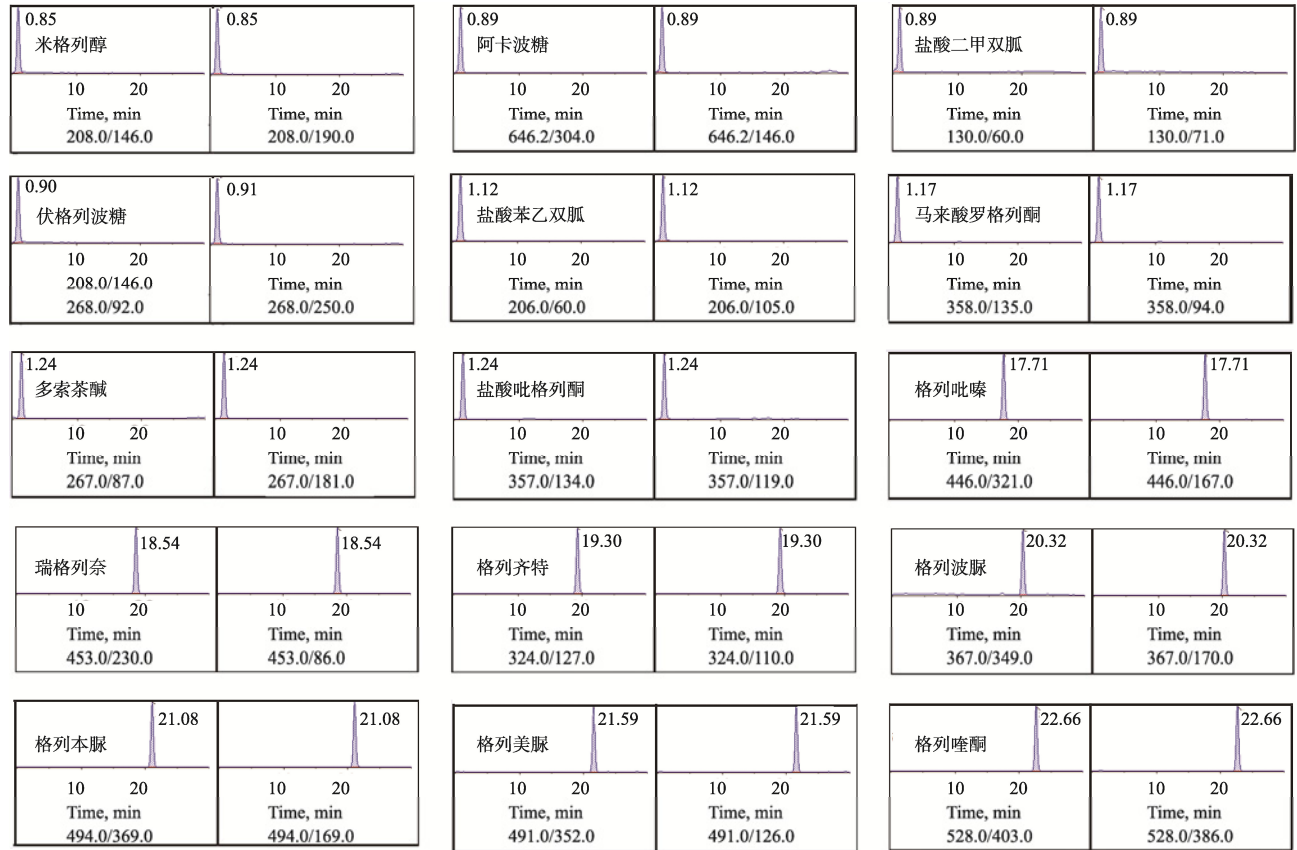 0.85 0.85
米格列醇
10 20 10 20
Time, min Time, min
208.0/146.0 208.0/190.0
0.89 0.89
阿卡波糖
10 20 10 20
Time, min Time, min
646.2/304.0 646.2/146.0
0.89 0.89
盐酸二甲双胍
10 20 10 20
Time, min Time, min
130.0/60.0 130.0/71.0
0.90 0.91
伏格列波糖
10 20 10 20
208.0/146.0 Time, min
268.0/92.0 268.0/250.0
1.12 1.12
盐酸苯乙双胍
10 20 10 20
Time, min Time, min
206.0/60.0 206.0/105.0
1.17 1.17
马来酸罗格列酮
10 20 10 20
Time, min Time, min
358.0/135.0 358.0/94.0
1.24 1.24
多索茶碱
10 20 10 20
Time, min Time, min
267.0/87.0 267.0/181.0
1.24 1.24
盐酸吡格列酮
10 20 10 20
Time, min Time, min
357.0/134.0 357.0/119.0
17.71 17.71
格列吡嗪
10 20 10 20
Time, min Time, min
446.0/321.0 446.0/167.0
18.54 18.54
瑞格列奈
10 20 10 20
Time, min Time, min
453.0/230.0 453.0/86.0
19.30 19.30
格列齐特
10 20 10 20
Time, min Time, min
324.0/127.0 324.0/110.0
20.32 20.32
格列波脲
10 20 10 20
Time, min Time, min
367.0/349.0 367.0/170.0
21.08 21.08
格列本脲
10 20 10 20
Time, min Time, min
494.0/369.0 494.0/169.0
21.59 21.59
格列美脲
10 20 10 20
Time, min Time, min
491.0/352.0 491.0/126.0
22.66 22.66
格列喹酮
10 20 10 20
Time, min Time, min
528.0/403.0 528.0/386.0